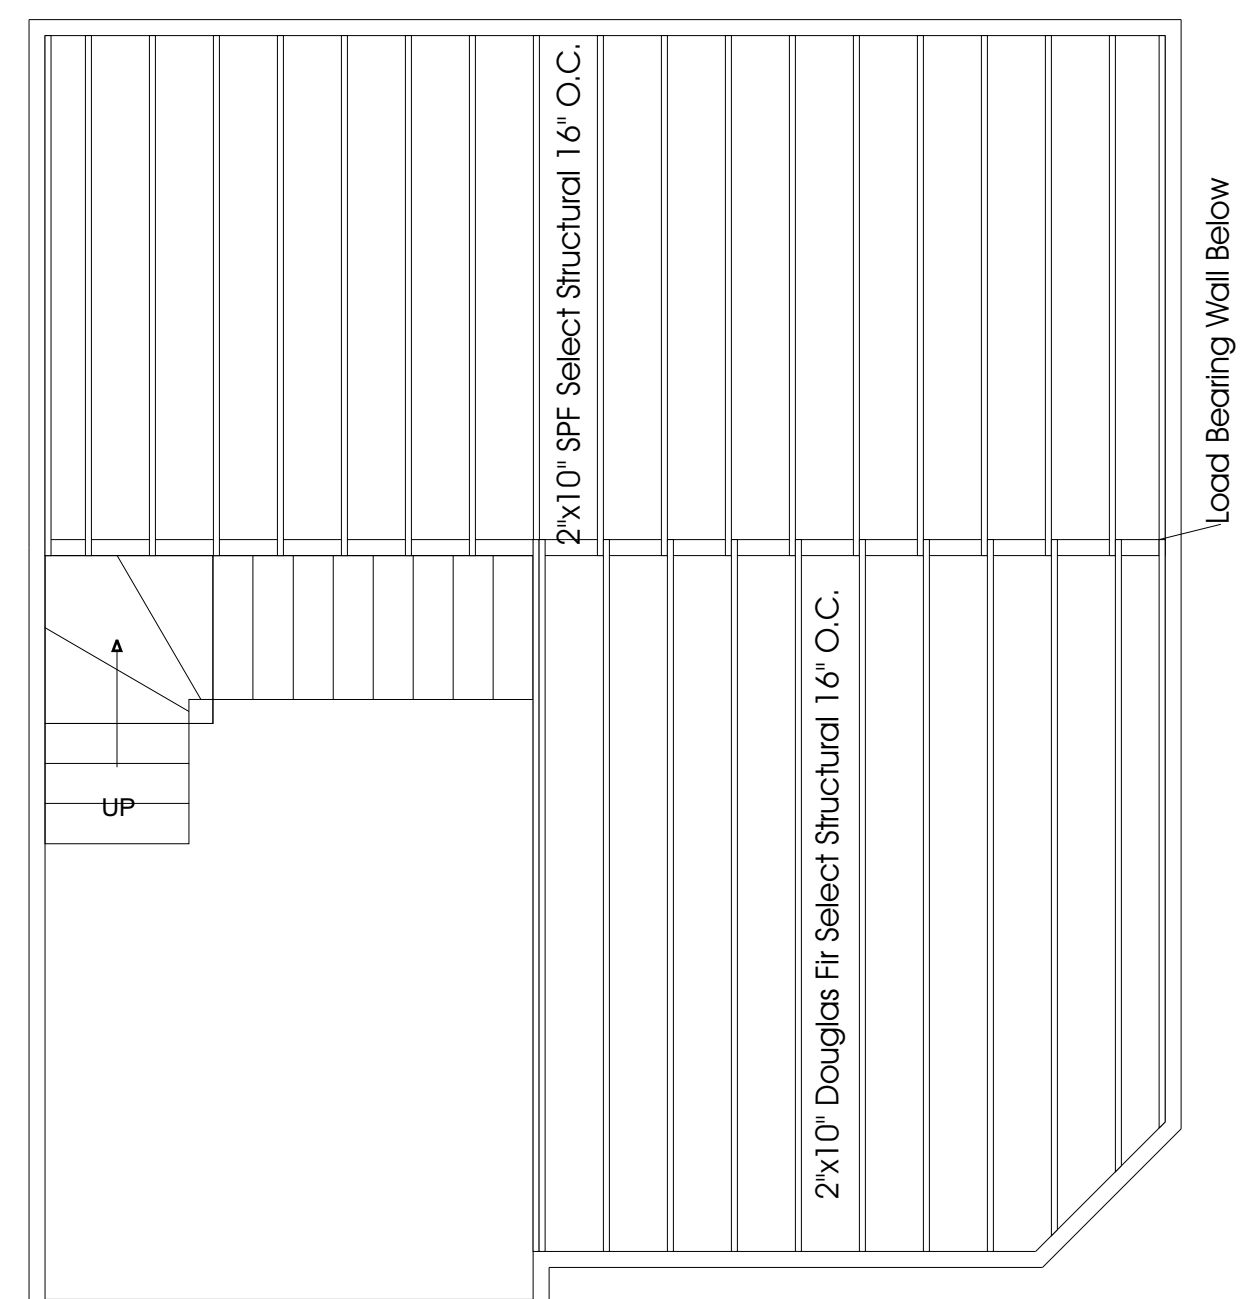 2"x10" SPF Select Structural 16" O.C.
Load Bearing Wall Below
2"x10" Douglas Fir Select Structural 16" O.C.
UP